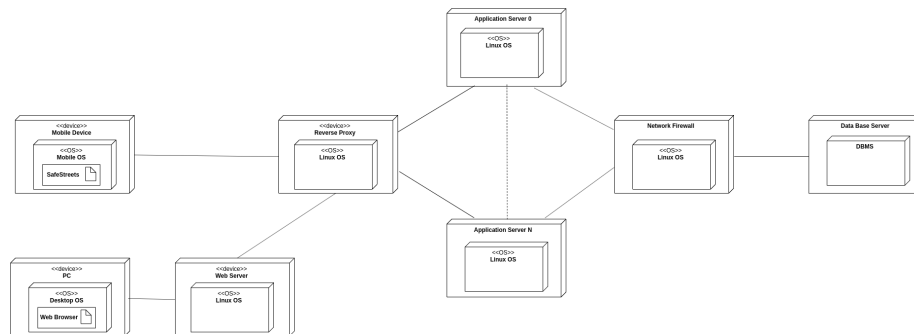 Application Server 0
<<OS>>
Linux OS
<<device>>
Mobile Device
<<OS>>
Mobile OS
SafeStreets
<<device>>
Reverse Proxy
<<OS>>
Linux OS
Network Firewall
<<OS>>
Linux OS
Data Base Server
DBMS
Application Server N
<<OS>>
Linux OS
<<device>>
PC
<<OS>>
Desktop OS
Web Browser
<<device>>
Web Server
<<OS>>
Linux OS